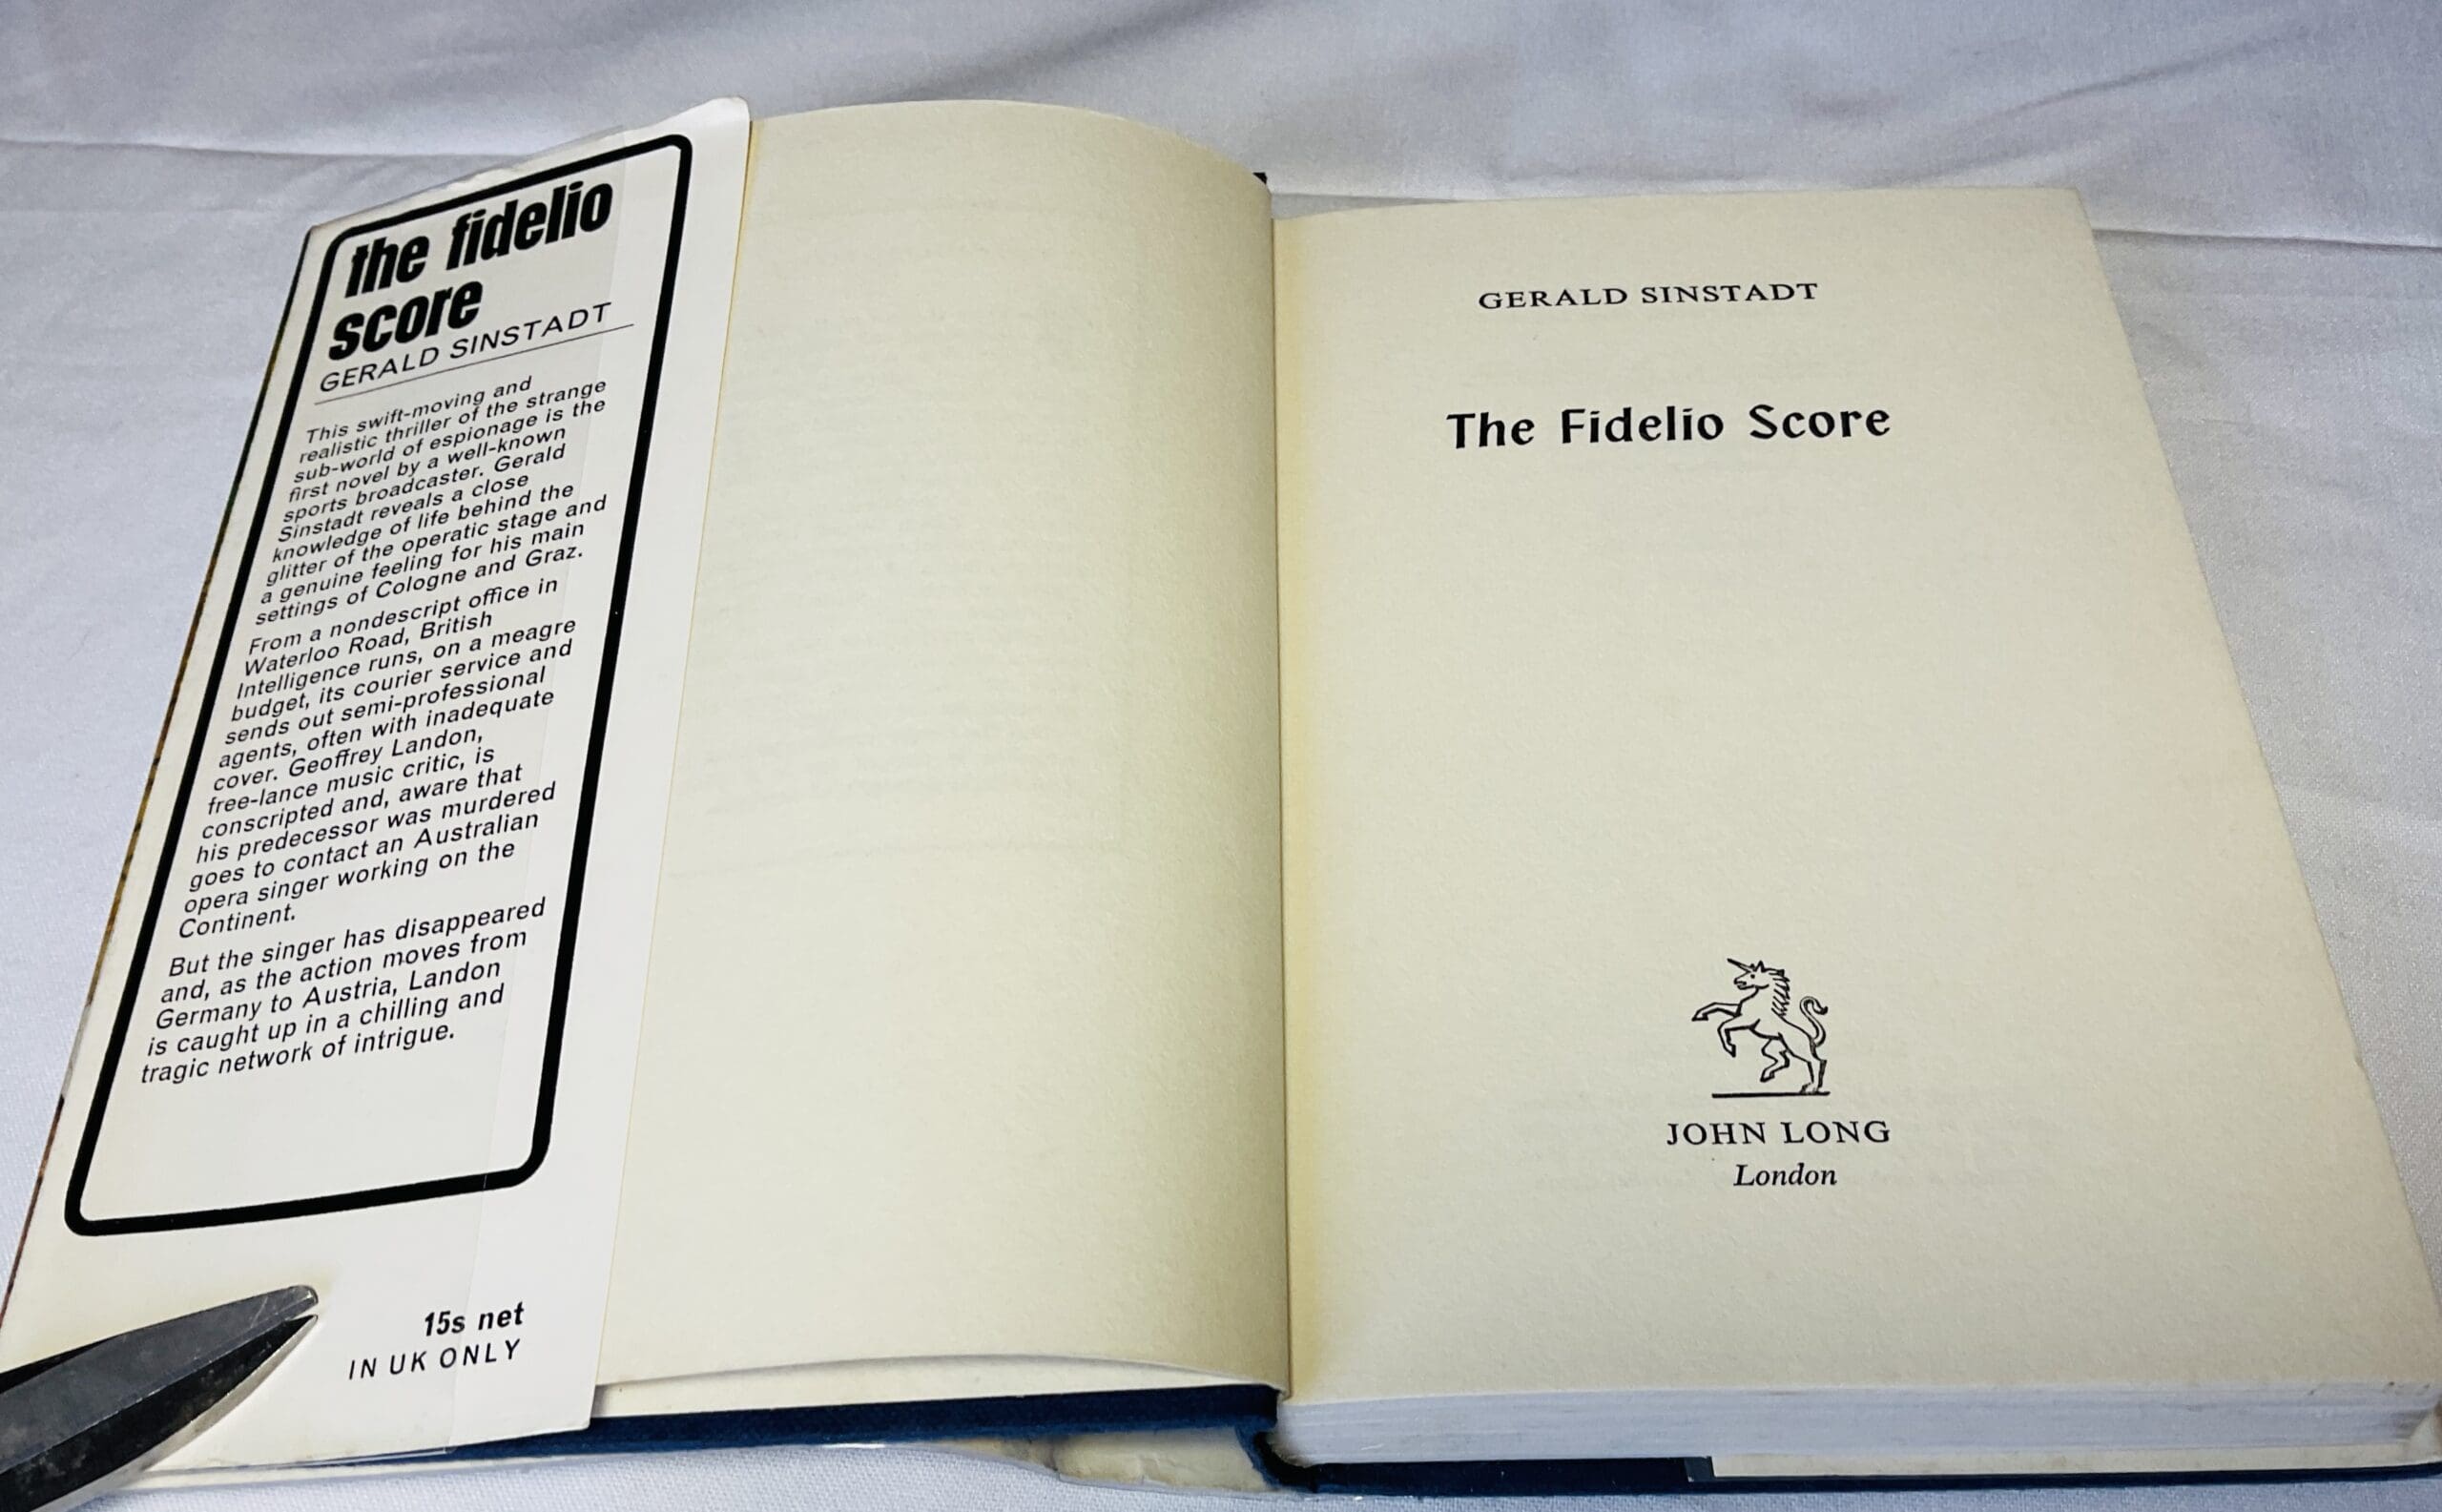 the fidelio
score
GERALD SINSTADT
This swift-moving and
realistic thriller of the strange
sub-world of espionage is the
first novel by a well-known
sports broadcaster. Gerald
Sinstadt reveals a close
knowledge of life behind the
glitter of the operatic stage and
a genuine feeling for his main
settings of Cologne and Graz.
From a nondescript office in
Waterloo Road, British
Intelligence runs, on a meagre
budget, its courier service and
sends out semi-professional
agents, often with inadequate
cover. Geoffrey Landon,
free-lance music critic, is
conscripted and, aware that
his predecessor was murdered
goes to contact an Australian
opera singer working on the
Continent.
But the singer has disappeared
and, as the action moves from
Germany to Austria, Landon
is caught up in a chilling and
tragic network of intrigue.
15s net
IN UK ONLY
GERALD SINSTADT
The Fidelio Score
JOHN LONG
London